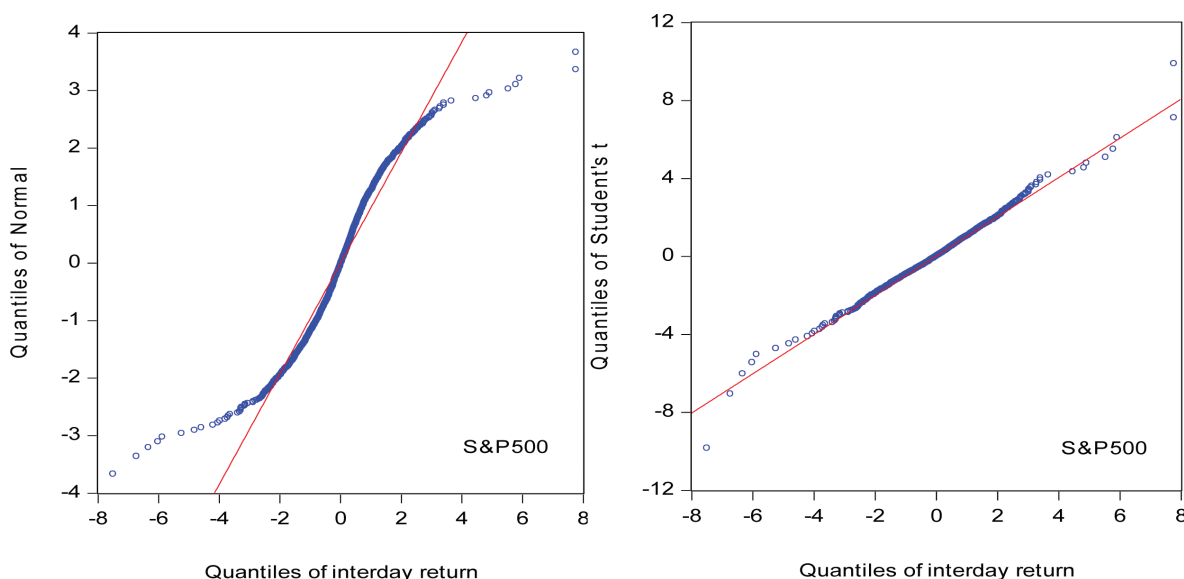 Quantiles of Normal
4
3
2
1
0
-1
-2
-3
-4
S&P500
-8 -6 -4 -2 0 2 4 6 8
Quantiles of interday return
Quantiles of Student's t
12
8
4
0
-4
-8
-12
S&P500
-8 -6 -4 -2 0 2 4 6 8
Quantiles of interday return